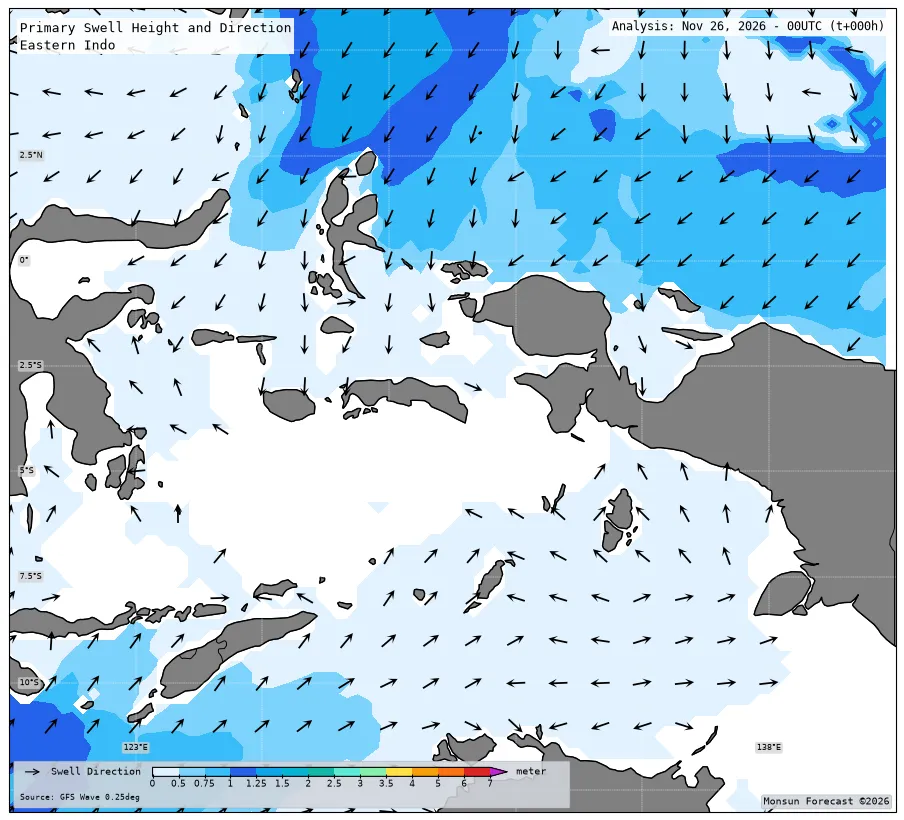 Primary Swell Height and Direction
Eastern Indo
Analysis: Nov 26, 2026 - 00UTC (t+000h)
2.5°N
0°
2.5°S
5°S
7.5°S
10°S
123°E
138°E
Swell Direction
meter
0 0.5 0.75 1 1.25 1.5 2 2.5 3 3.5 4 5 6 7
Source: GFS Wave 0.25deg
Monsun Forecast ©2026